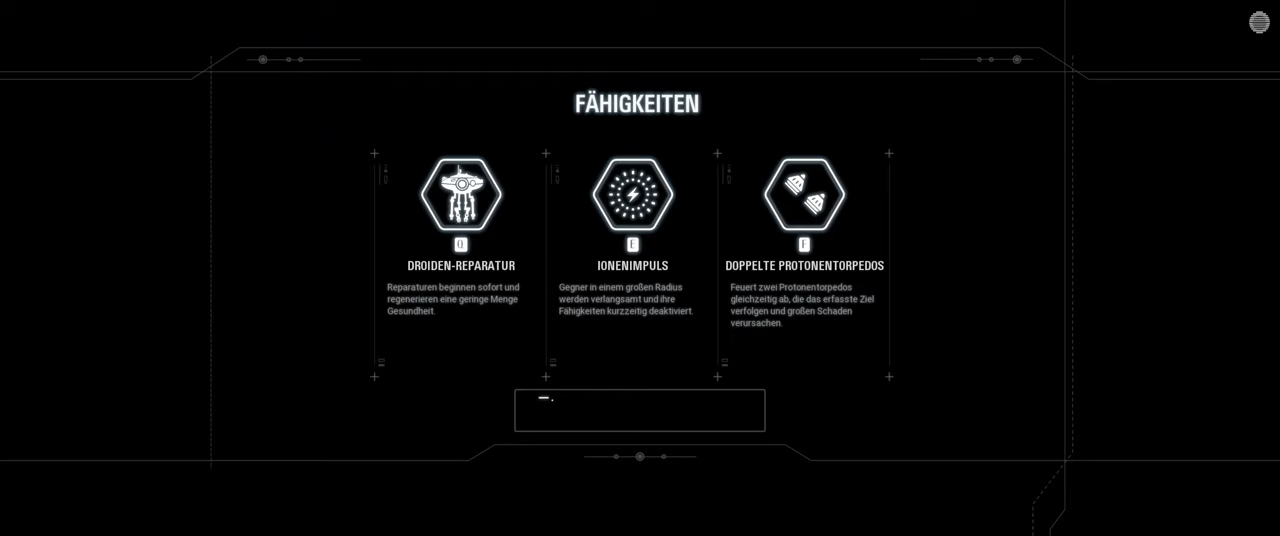 FÄHIGKEITEN
Q
DROIDEN-REPARATUR
Reparaturen beginnen sofort und
regenerieren eine geringe Menge
Gesundheit.
E
IONENIMPULS
Gegner in einem großen Radius
werden verlangsamt und ihre
Fähigkeiten kurzzeitig deaktiviert.
F
DOPPELTE PROTONENTORPEDOS
Feuert zwei Protonentorpedos
gleichzeitig ab, die das erfasste Ziel
verfolgen und großen Schaden
verursachen.